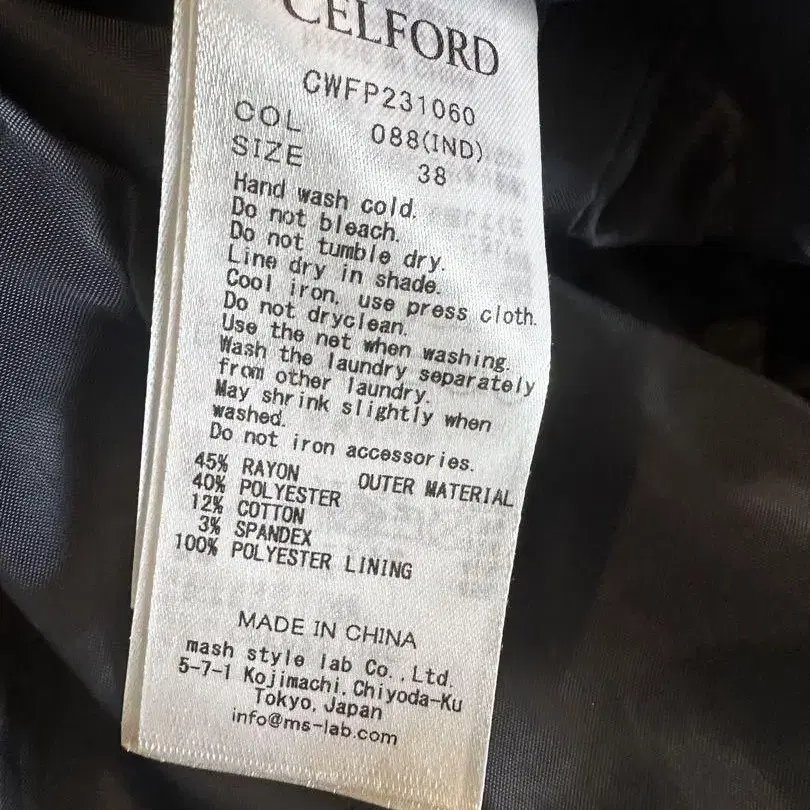 CELFORD
CWFP231060
COL 088(IND)
SIZE 38
Hand wash cold.
Do not bleach.
Do not tumble dry.
Line dry in shade.
Cool iron, use press cloth.
Do not dryclean.
Use the net when washing.
Wash the laundry separately
from other laundry.
May shrink slightly when
washed.
Do not iron accessories.
45% RAYON OUTER MATERIAL
40% POLYESTER
12% COTTON
3% SPANDEX
100% POLYESTER LINING
MADE IN CHINA
mash style lab Co.,Ltd.
5-7-1 Kojimachi, Chiyoda-Ku
Tokyo, Japan
info@ms-lab.com